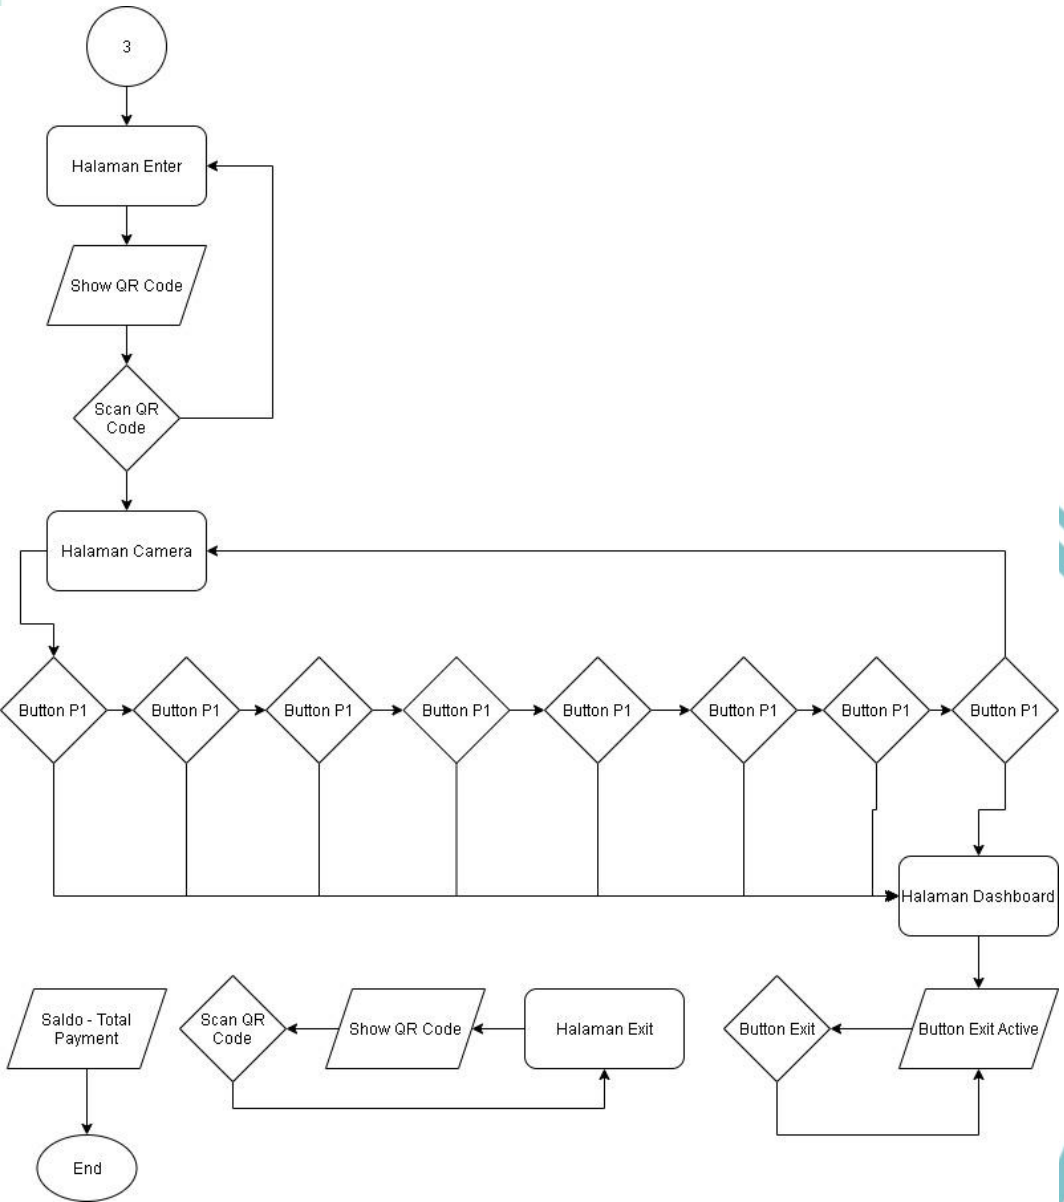 3
Halaman Enter
Show QR Code
Scan QR
Code
Halaman Camera
Button P1
Button P1
Button P1
Button P1
Button P1
Button P1
Button P1
Button P1
Halaman Dashboard
Saldo - Total
Payment
Scan QR
Code
Show QR Code
Halaman Exit
Button Exit
Button Exit Active
End